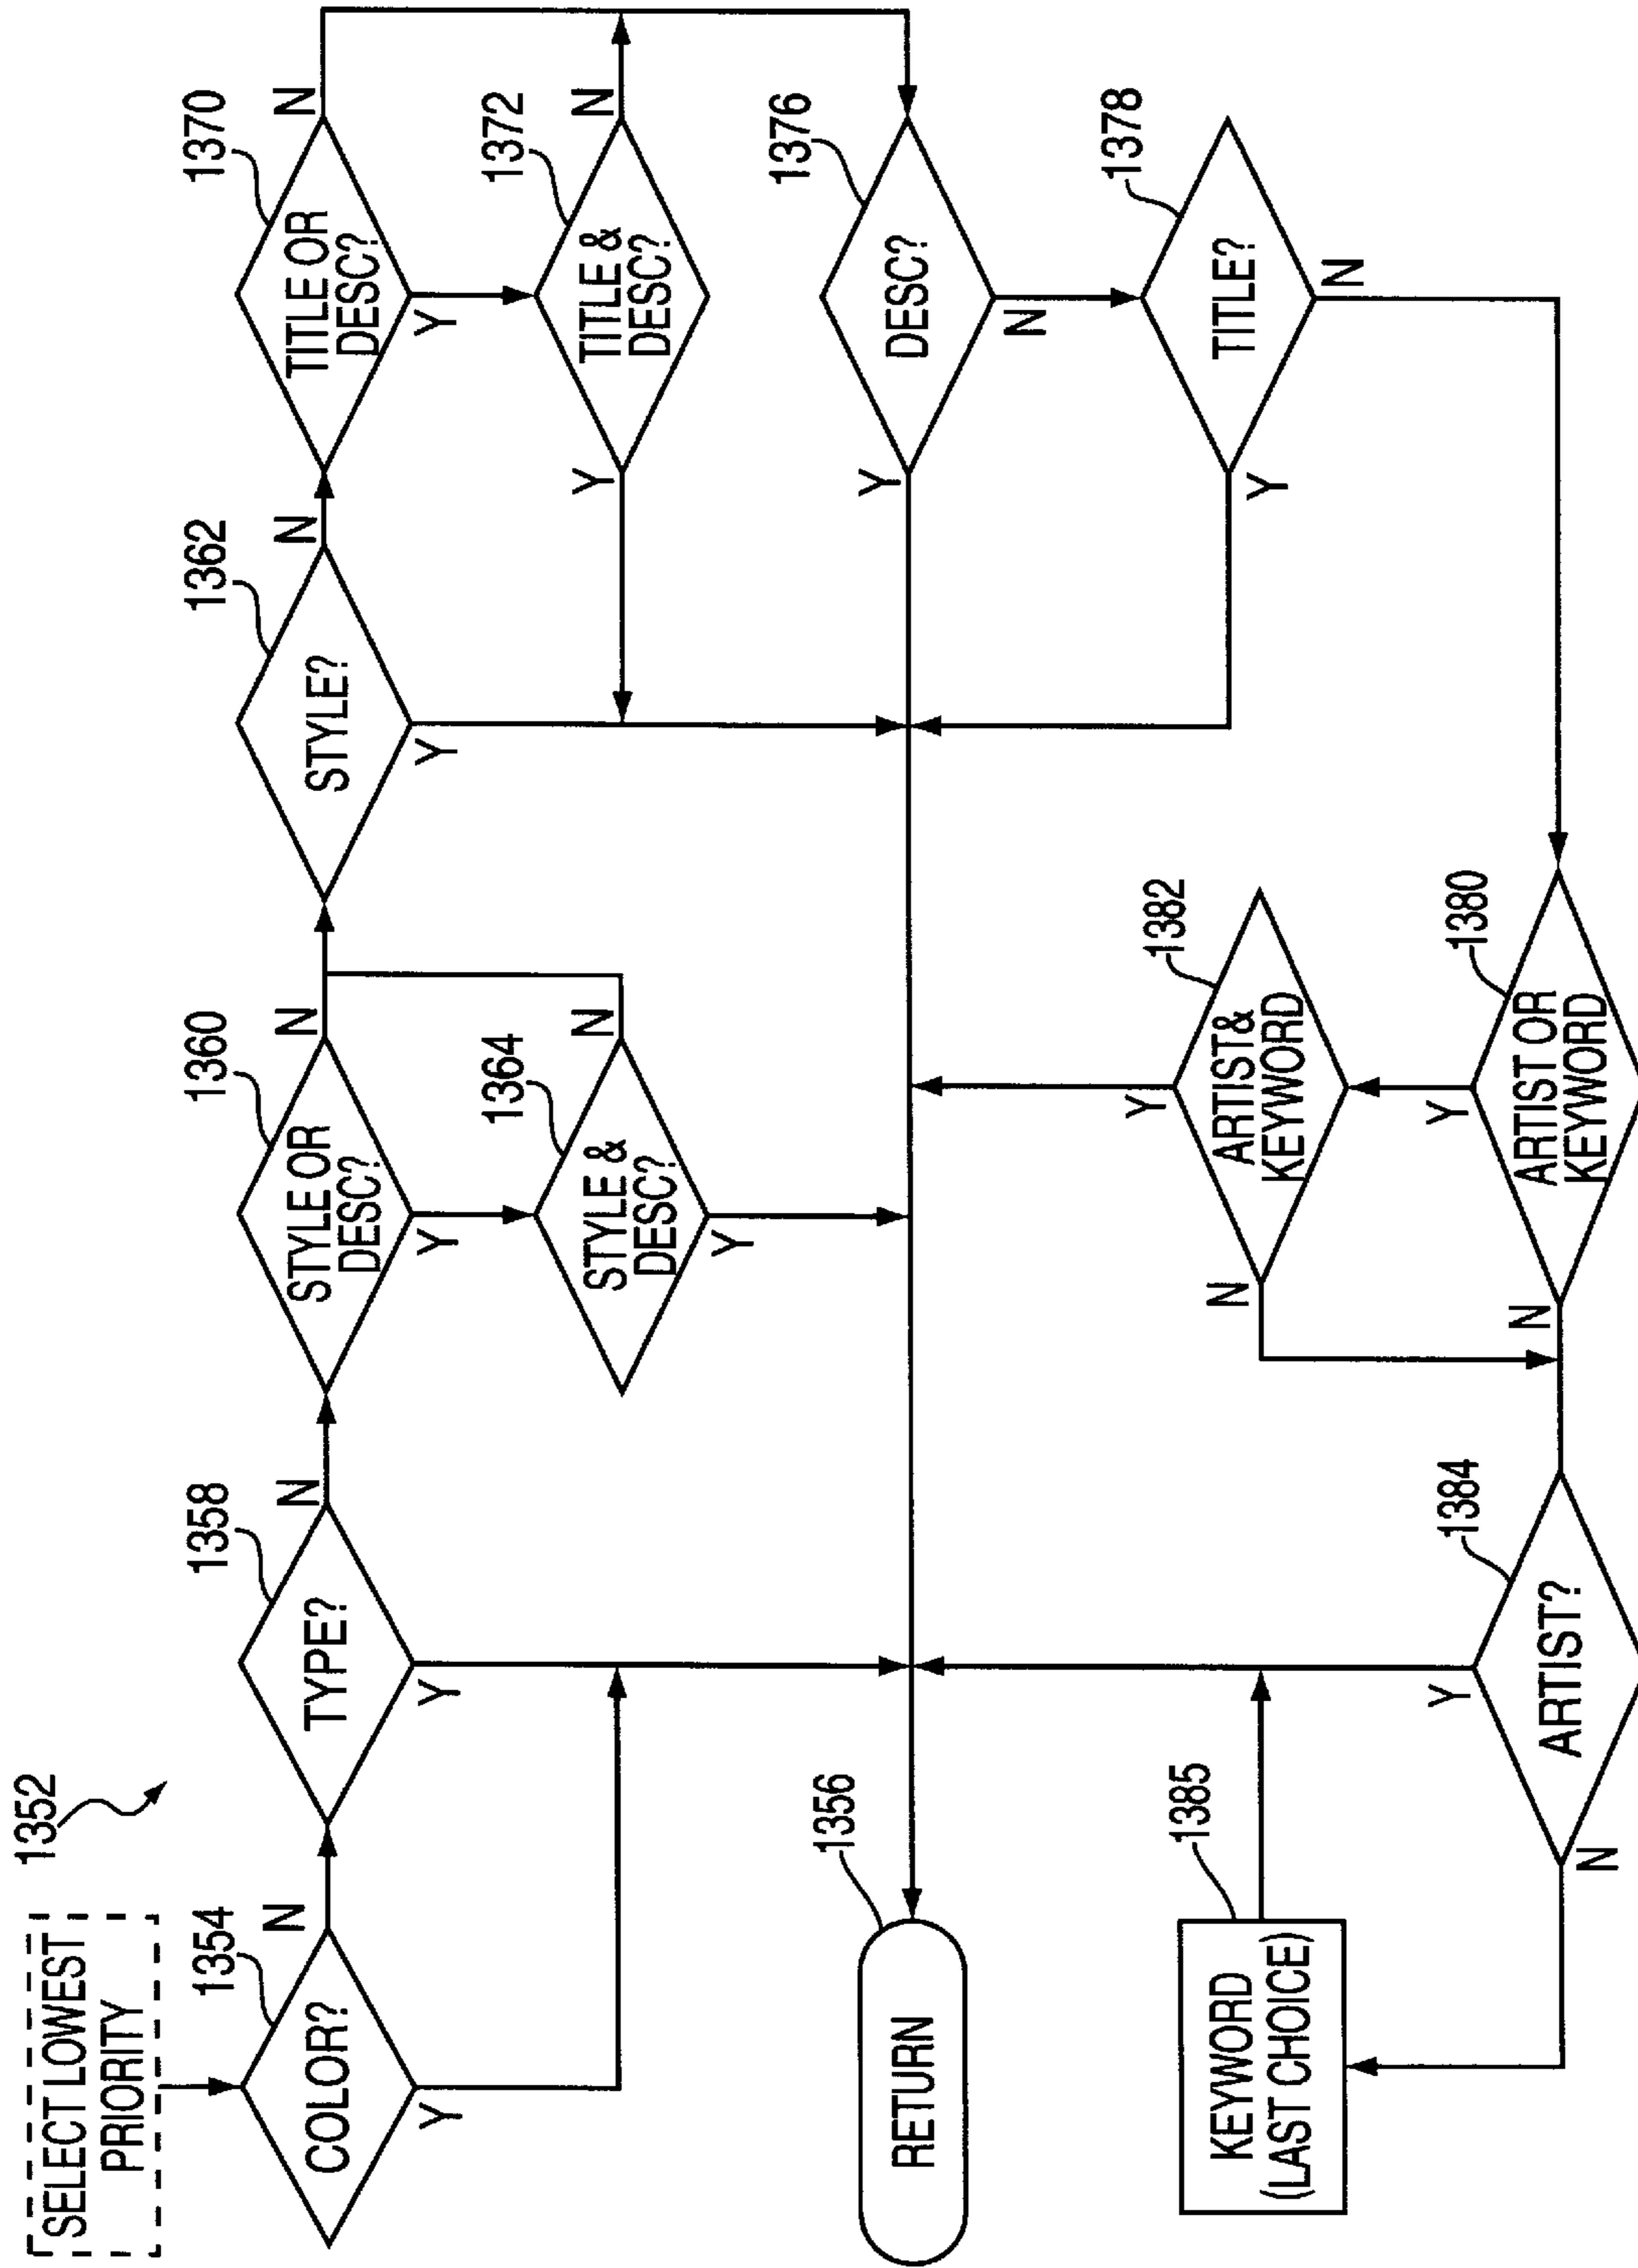 1352
SELECT LOWEST
PRIORITY
1354
COLOR?
N
Y
1358
TYPE?
N
Y
1360
STYLE OR
DESC?
N
Y
1364
STYLE &
DESC?
N
Y
1362
STYLE?
N
Y
1370
TITLE OR
DESC?
N
Y
1372
TITLE &
DESC?
N
Y
1376
DESC?
Y
N
1378
TITLE?
Y
N
1356
RETURN
1382
ARTIST&
KEYWORD
Y
N
1380
ARTIST OR
KEYWORD
Y
N
1384
ARTIST?
Y
N
1385
KEYWORD
(LAST CHOICE)